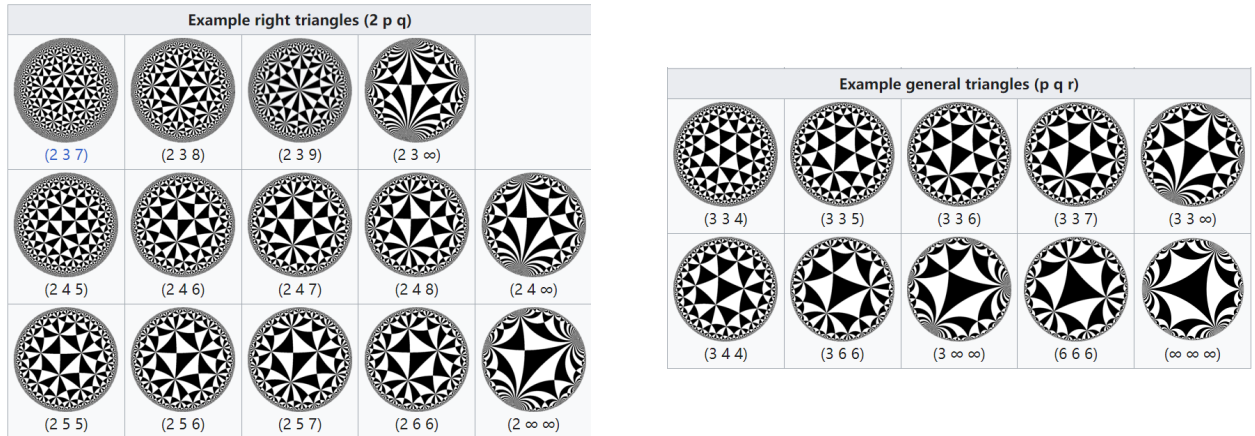 Example right triangles (2 p q)
(2 3 7) (2 3 8) (2 3 9) (2 3 ∞)
(2 4 5) (2 4 6) (2 4 7) (2 4 8) (2 4 ∞)
(2 5 5) (2 5 6) (2 5 7) (2 6 6) (2 ∞ ∞)
Example general triangles (p q r)
(3 3 4) (3 3 5) (3 3 6) (3 3 7) (3 3 ∞)
(3 4 4) (3 6 6) (3 ∞ ∞) (6 6 6) (∞ ∞ ∞)